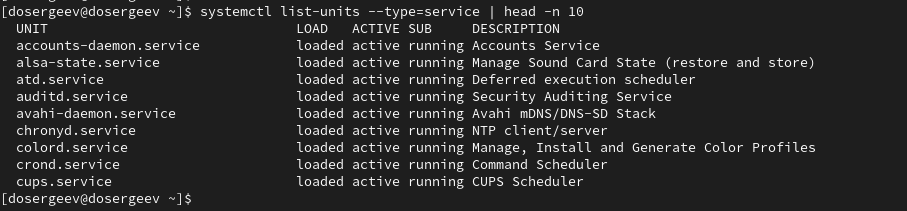 [dosergeev@dosergeev ~]$ systemctl list-units --type=service | head -n 10
  UNIT                             LOAD   ACTIVE SUB     DESCRIPTION
  accounts-daemon.service          loaded active running Accounts Service
  alsa-state.service               loaded active running Manage Sound Card State (restore and store)
  atd.service                      loaded active running Deferred execution scheduler
  auditd.service                   loaded active running Security Auditing Service
  avahi-daemon.service             loaded active running Avahi mDNS/DNS-SD Stack
  chronyd.service                  loaded active running NTP client/server
  colord.service                   loaded active running Manage, Install and Generate Color Profiles
  crond.service                    loaded active running Command Scheduler
  cups.service                     loaded active running CUPS Scheduler
[dosergeev@dosergeev ~]$